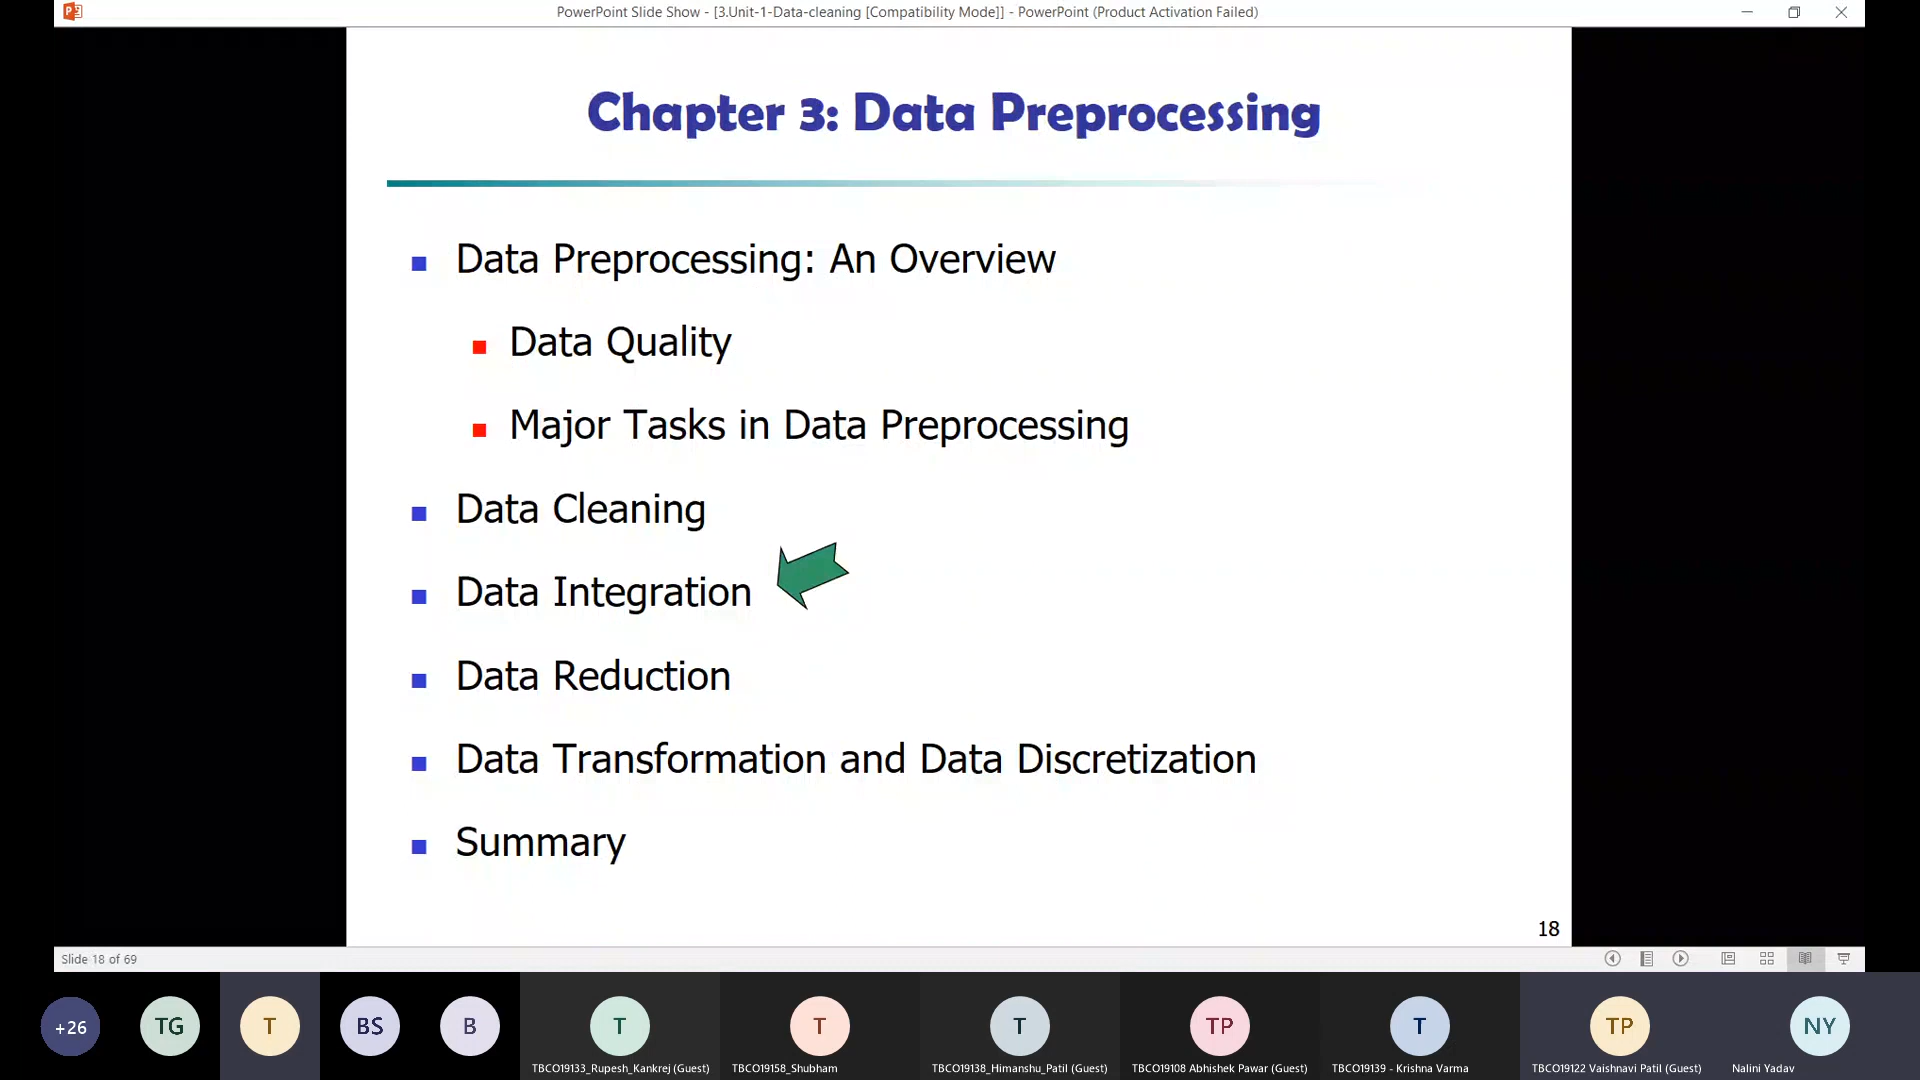 PowerPoint Slide Show - [3.Unit-1-Data-cleaning [Compatibility Mode]] - PowerPoint (Product Activation Failed)
Chapter 3: Data Preprocessing
Data Preprocessing: An Overview
Data Quality
Major Tasks in Data Preprocessing
Data Cleaning
Data Integration
Data Reduction
Data Transformation and Data Discretization
Summary
18
Slide 18 of 69
+26
TG
T
BS
B
T
T
T
TP
T
TP
NY
TBCO19133_Rupesh_Kankrej (Guest)
TBCO19158_Shubham
TBCO19138_Himanshu_Patil (Guest)
TBCO19108 Abhishek Pawar (Guest)
TBCO19139 - Krishna Varma
TBCO19122 Vaishnavi Patil (Guest)
Nalini Yadav